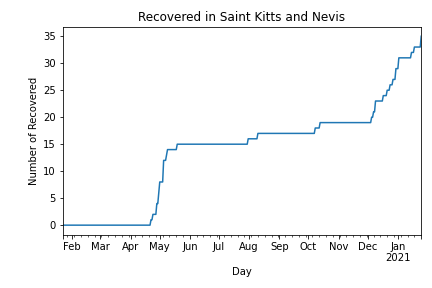 Recovered in Saint Kitts and Nevis
Number of Recovered
35
30
25
20
15
10
5
0
Feb Mar Apr May Jun Jul Aug Sep Oct Nov Dec Jan
2021
Day